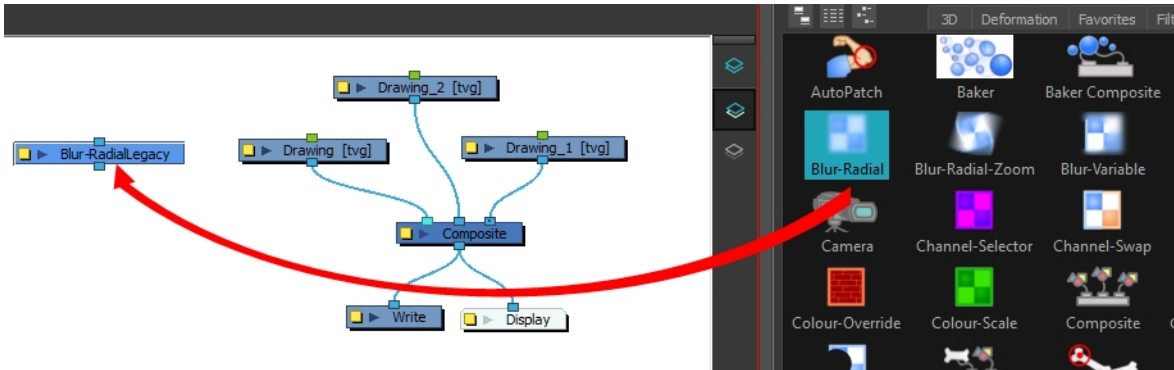 3D Deformation Favorites Filt
Drawing_2 [tvg]
Blur-RadialLegacy
Drawing [tvg]
Drawing_1 [tvg]
Composite
Write
Display
AutoPatch Baker Baker Composite
Blur-Radial Blur-Radial-Zoom Blur-Variable
Camera Channel-Selector Channel-Swap
Colour-Override Colour-Scale Composite